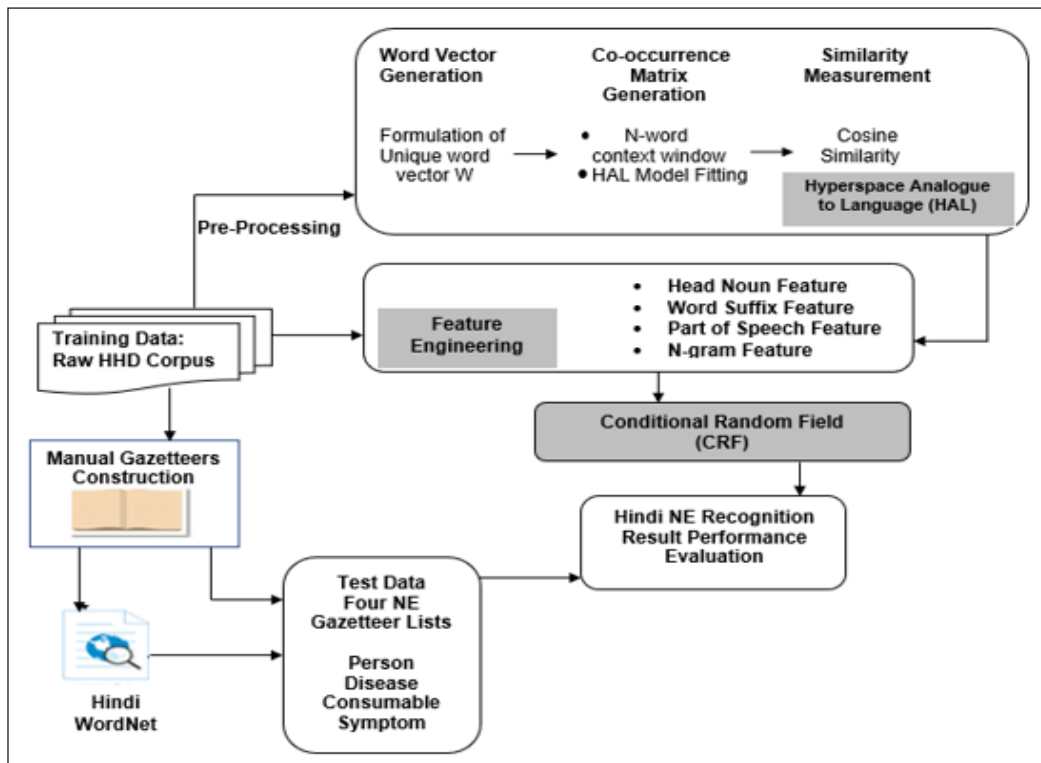 Word Vector
Generation
Co-occurrence
Matrix
Generation
Similarity
Measurement
Formulation of
Unique word
vector W
• N-word
context window
• HAL Model Fitting
Cosine
Similarity
Hyperspace Analogue
to Language (HAL)
Pre-Processing
Training Data:
Raw HHD Corpus
Feature
Engineering
• Head Noun Feature
• Word Suffix Feature
• Part of Speech Feature
• N-gram Feature
Conditional Random Field
(CRF)
Manual Gazetteers
Construction
Hindi NE Recognition
Result Performance
Evaluation
Test Data
Four NE
Gazetteer Lists
Person
Disease
Consumable
Symptom
Hindi
WordNet